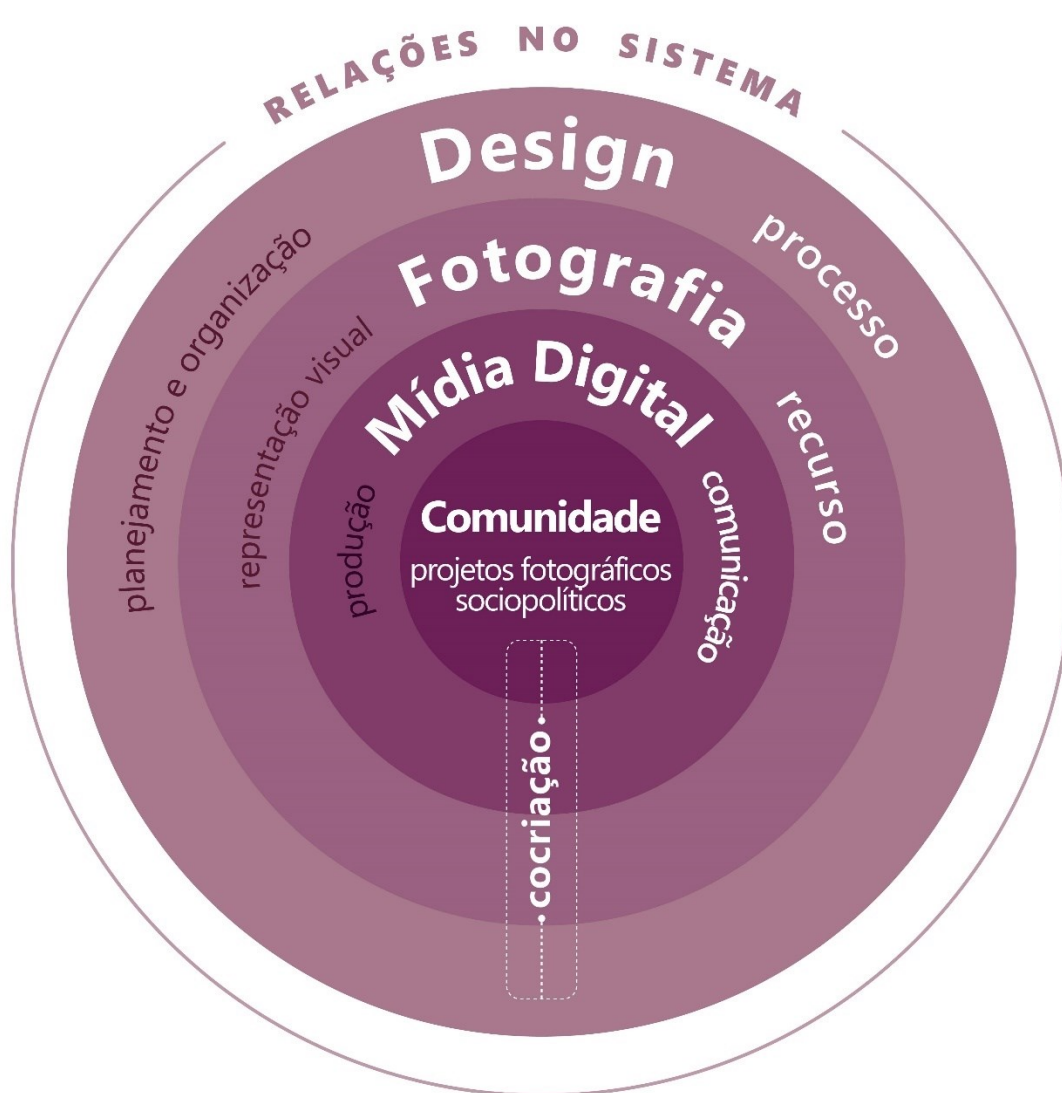 RELAÇÕES NO SISTEMA
Design
planejamento e organização
processo
Fotografia
representação visual
recurso
Mídia Digital
produção
comunicação
Comunidade
projetos fotográficos
sociopolíticos
cocriação